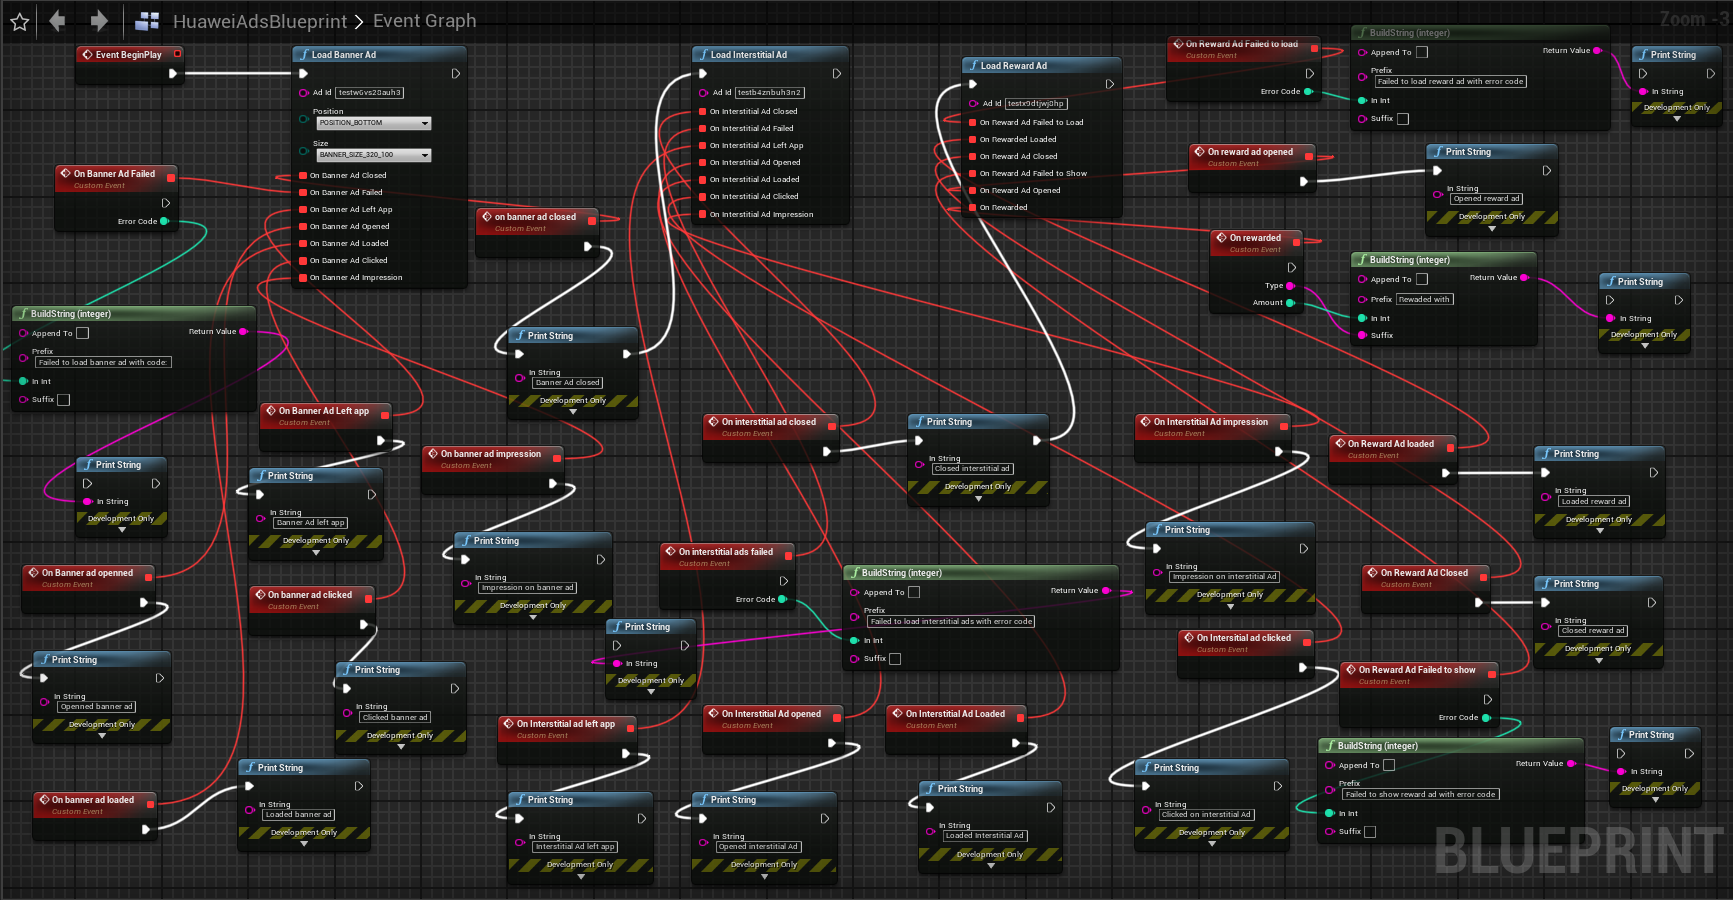 HuaweiAdsBlueprint > Event Graph
Zoom -3
Event BeginPlay
Load Banner Ad
Ad Id testw6vs28auh3
Position
POSITION_BOTTOM
Size
BANNER_SIZE_320_100
On Banner Ad Closed
On Banner Ad Failed
On Banner Ad Left App
On Banner Ad Opened
On Banner Ad Loaded
On Banner Ad Clicked
On Banner Ad Impression
Load Interstitial Ad
Ad Id testb4znbuh3n2
On Interstitial Ad Closed
On Interstitial Ad Failed
On Interstitial Ad Left App
On Interstitial Ad Opened
On Interstitial Ad Loaded
On Interstitial Ad Clicked
On Interstitial Ad Impression
Load Reward Ad
Ad Id testx9dtjwj8hp
On Reward Ad Failed to Load
On Rewarded Loaded
On Reward Ad Closed
On Reward Ad Failed to Show
On Reward Ad Opened
On Rewarded
On Reward Ad Failed to load
Custom Event
Error Code
BuildString (integer)
Append To
Return Value
Prefix
Failed to load reward ad with error code
In Int
Suffix
Print String
In String
Development Only
On reward ad opened
Custom Event
Print String
In String
Opened reward ad
Development Only
On rewarded
Custom Event
Type
Amount
BuildString (integer)
Append To
Return Value
Prefix Rewaded with
In Int
Suffix
Print String
In String
Development Only
On Banner Ad Failed
Custom Event
Error Code
on banner ad closed
Custom Event
BuildString (integer)
Append To
Return Value
Prefix
Failed to load banner ad with code:
In Int
Suffix
Print String
In String
Banner Ad closed
Development Only
On Banner Ad Left app
Custom Event
On banner ad impression
Custom Event
On interstitial ad closed
Custom Event
Print String
In String
Closed interstitial ad
Development Only
On Interstitial Ad impression
Custom Event
On Reward Ad loaded
Custom Event
Print String
In String
Loaded reward ad
Development Only
Print String
In String
Development Only
Print String
In String
Banner Ad left app
Development Only
Print String
In String
Impression on banner ad
Development Only
Print String
In String
Impression on interstitial Ad
Development Only
On Banner ad openned
Custom Event
On banner ad clicked
Custom Event
On interstitial ads failed
Custom Event
Error Code
BuildString (integer)
Append To
Return Value
Prefix
Failed to load interstitial ads with error code
In Int
Suffix
On Reward Ad Closed
Custom Event
Print String
In String
Closed reward ad
Development Only
Print String
In String
Openned banner ad
Development Only
Print String
In String
Clicked banner ad
Development Only
Print String
In String
Development Only
On Interstitial ad clicked
Custom Event
On Reward Ad Failed to show
Custom Event
Error Code
On Interstitial ad left app
Custom Event
On Interstitial Ad opened
Custom Event
On Interstitial Ad Loaded
Custom Event
BuildString (integer)
Append To
Return Value
Prefix
Failed to show reward ad with error code
In Int
Suffix
Print String
In String
Development Only
On banner ad loaded
Custom Event
Print String
In String
Loaded banner ad
Development Only
Print String
In String
Interstitial Ad left app
Development Only
Print String
In String
Opened interstitial Ad
Development Only
Print String
In String
Loaded Interstitial Ad
Development Only
Print String
In String
Clicked on interstitial Ad
Development Only
BLUEPRINT